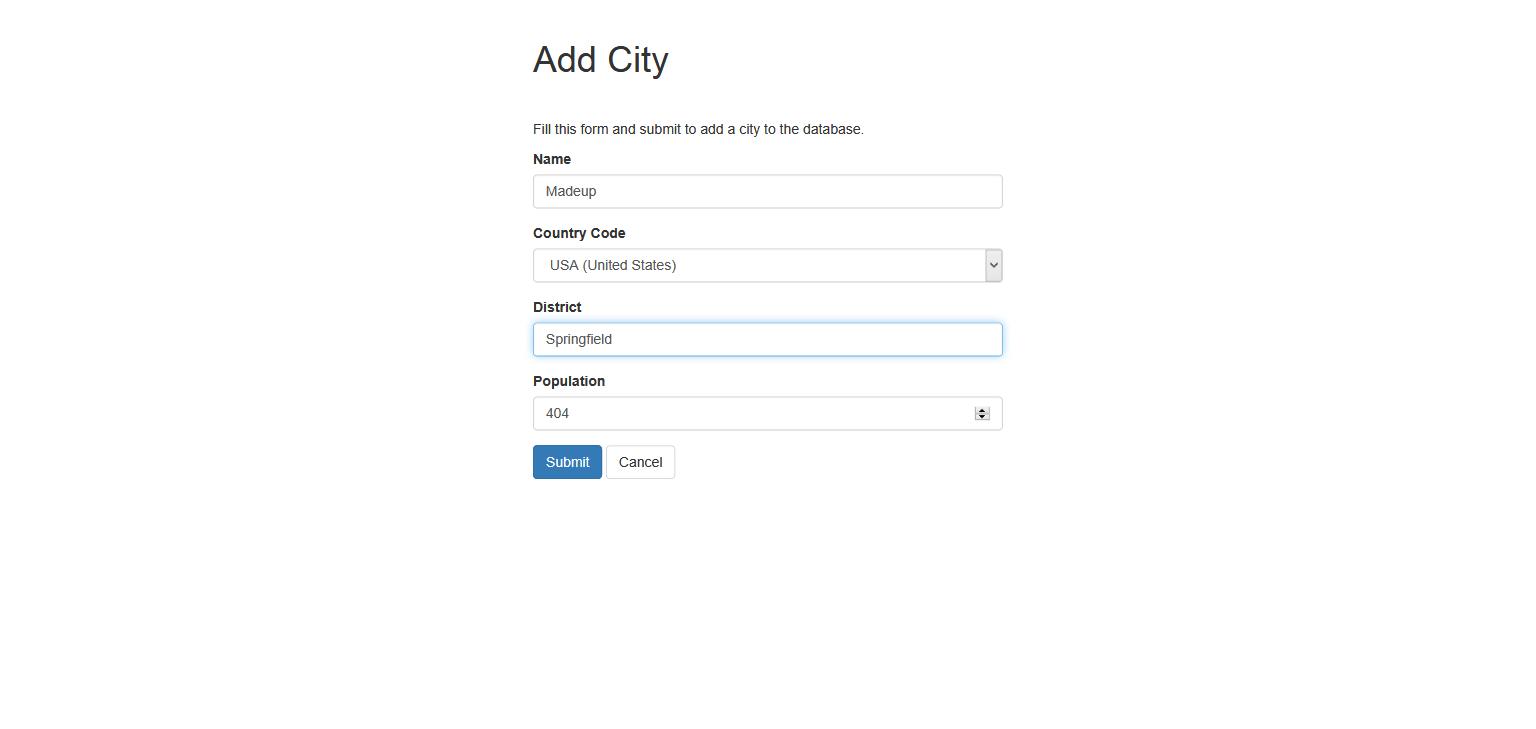 Add City
Fill this form and submit to add a city to the database.
Name
Madeup
Country Code
USA (United States)
District
Springfield
Population
404
Submit Cancel